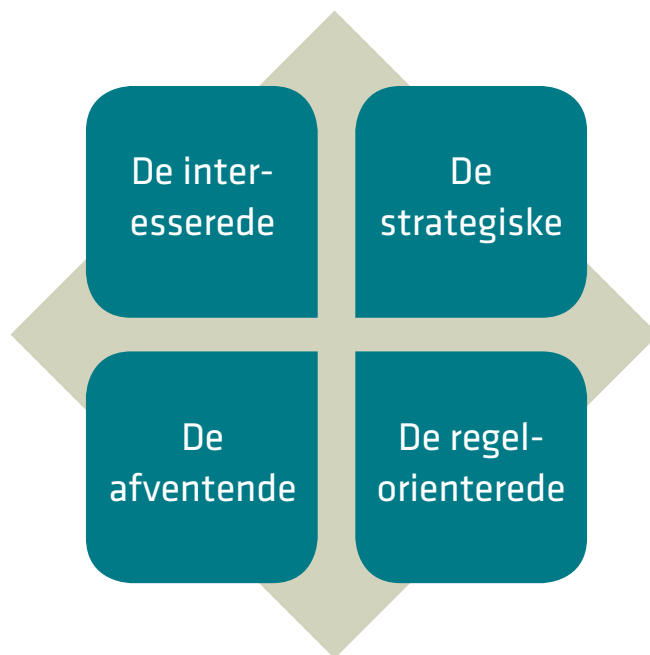 De inter-
esserede
De
strategiske
De
afventende
De regel-
orienterede